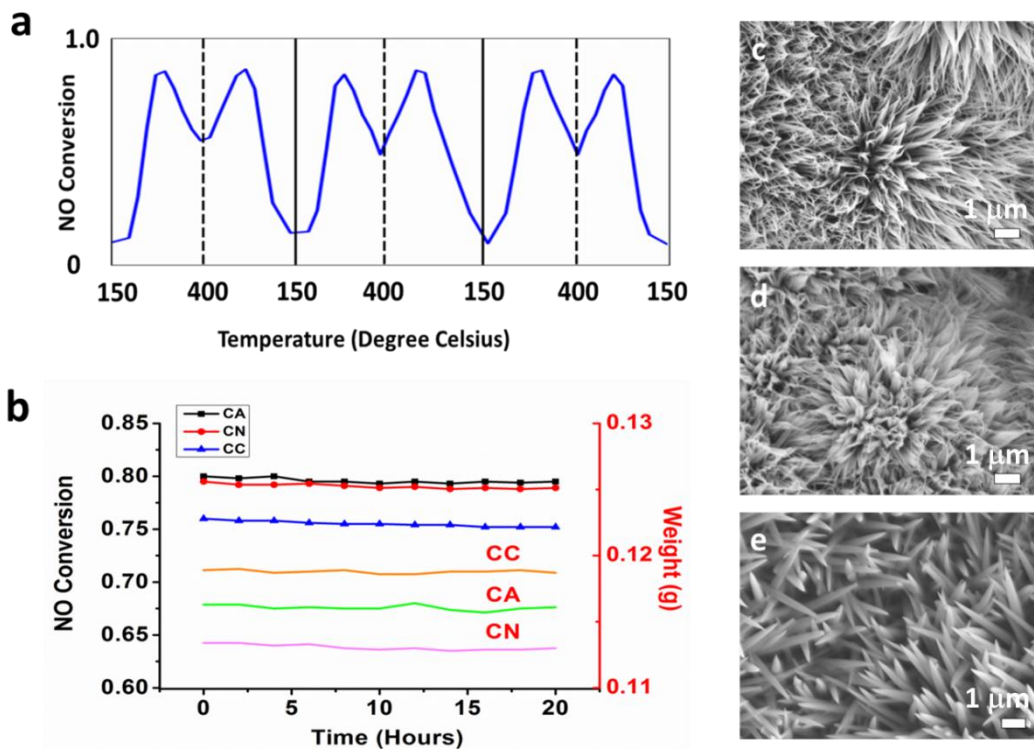 a
1.0
NO Conversion
0
150 400 150 400 150 400 150
Temperature (Degree Celsius)
b
CA
CN
CC
0.85
0.80
0.75
0.70
0.65
0.60
NO Conversion
0.13
0.12
0.11
Weight (g)
CC
CA
CN
0 5 10 15 20
Time (Hours)
c
1 µm
d
1 µm
e
1 µm